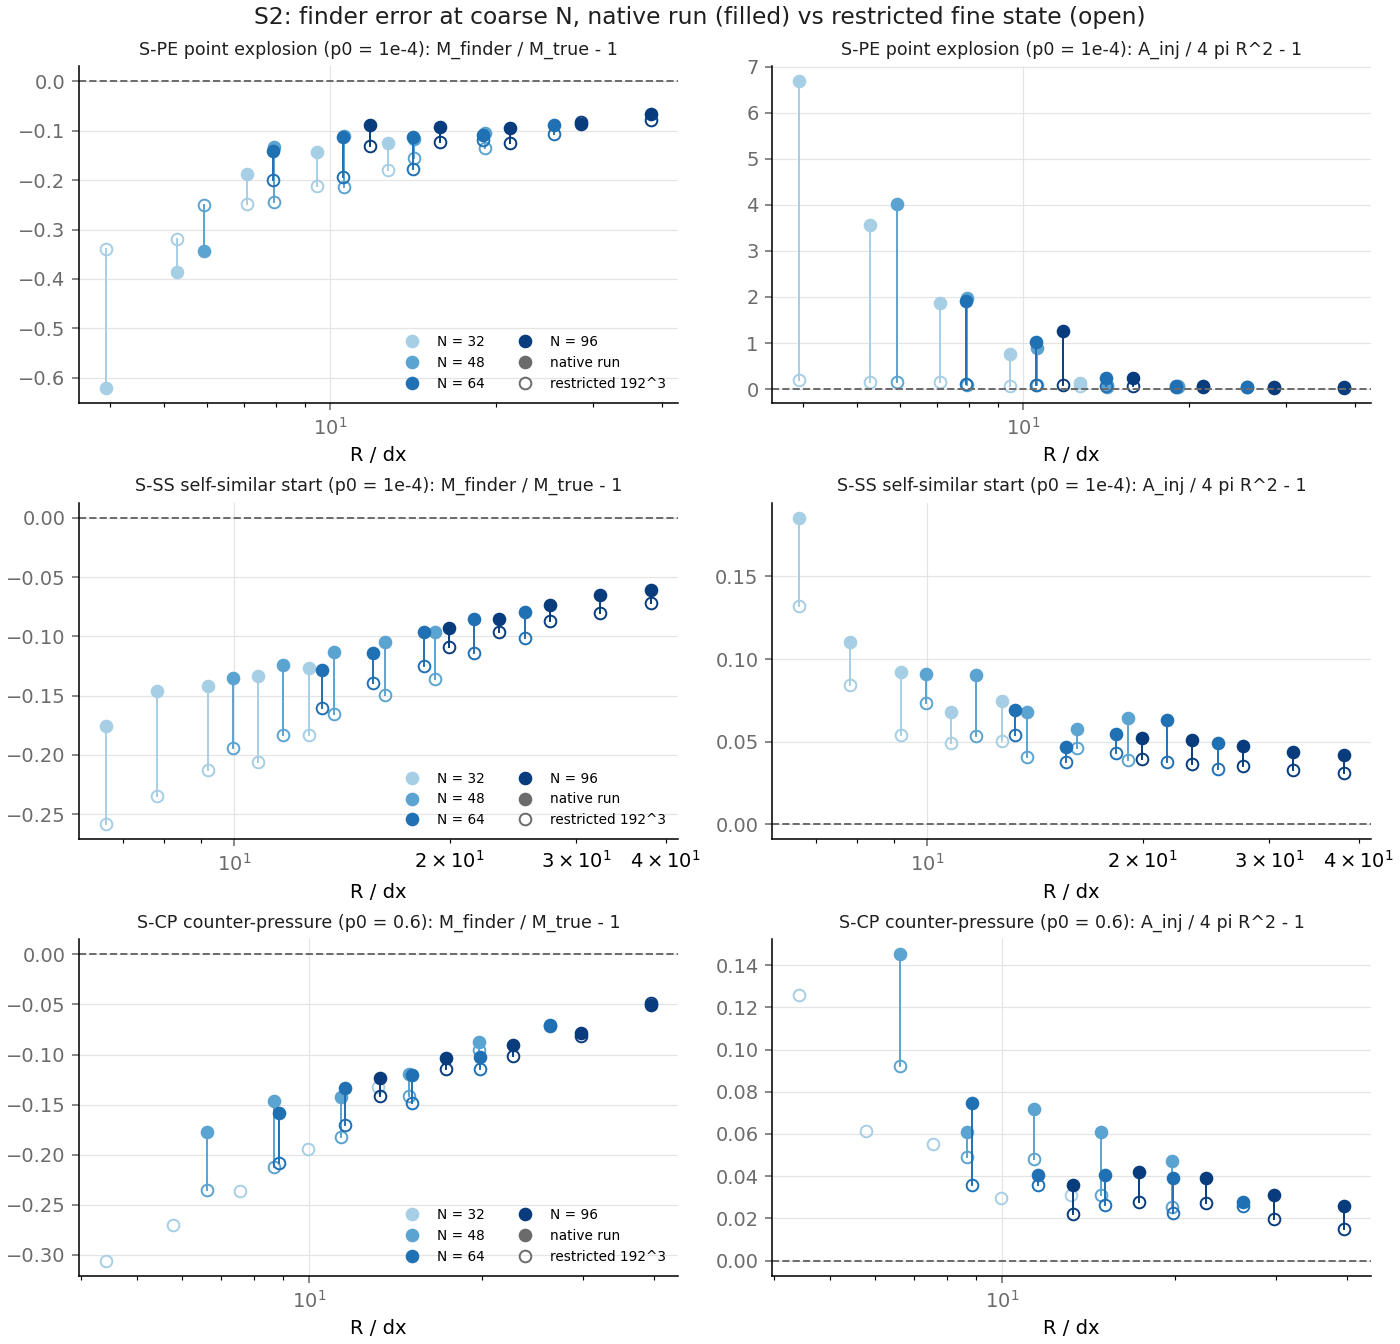 S2: finder error at coarse N, native run (filled) vs restricted fine state (open)
S-PE point explosion (p0 = 1e-4): M_finder / M_true - 1
0.0
−0.1
−0.2
−0.3
−0.4
−0.5
−0.6
N = 32
N = 48
N = 64
N = 96
native run
restricted 192^3
10¹
R / dx
S-PE point explosion (p0 = 1e-4): A_inj / 4 pi R^2 - 1
7
6
5
4
3
2
1
0
10¹
R / dx
S-SS self-similar start (p0 = 1e-4): M_finder / M_true - 1
0.00
−0.05
−0.10
−0.15
−0.20
−0.25
N = 32
N = 48
N = 64
N = 96
native run
restricted 192^3
10¹
2 × 10¹
3 × 10¹
4 × 10¹
R / dx
S-SS self-similar start (p0 = 1e-4): A_inj / 4 pi R^2 - 1
0.15
0.10
0.05
0.00
10¹
2 × 10¹
3 × 10¹
4 × 10¹
R / dx
S-CP counter-pressure (p0 = 0.6): M_finder / M_true - 1
0.00
−0.05
−0.10
−0.15
−0.20
−0.25
−0.30
N = 32
N = 48
N = 64
N = 96
native run
restricted 192^3
10¹
R / dx
S-CP counter-pressure (p0 = 0.6): A_inj / 4 pi R^2 - 1
0.14
0.12
0.10
0.08
0.06
0.04
0.02
0.00
10¹
R / dx